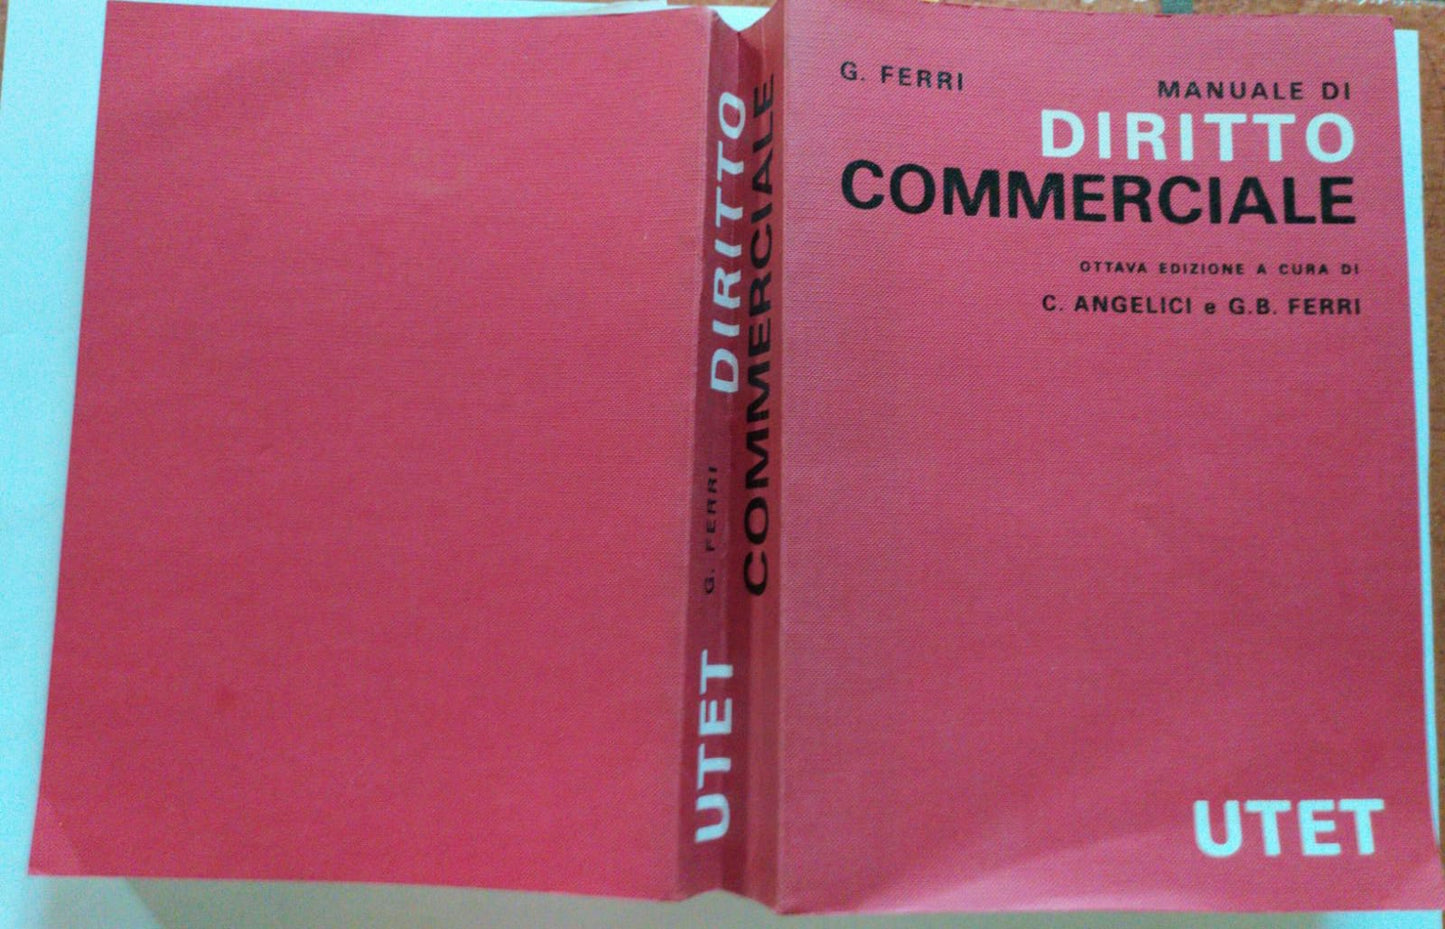 DIRITTO
COMMERCIALE
G. FERRI
UTET
G. FERRI
MANUALE DI
DIRITTO
COMMERCIALE
OTTAVA EDIZIONE A CURA DI
C. ANGELICI e G.B. FERRI
UTET